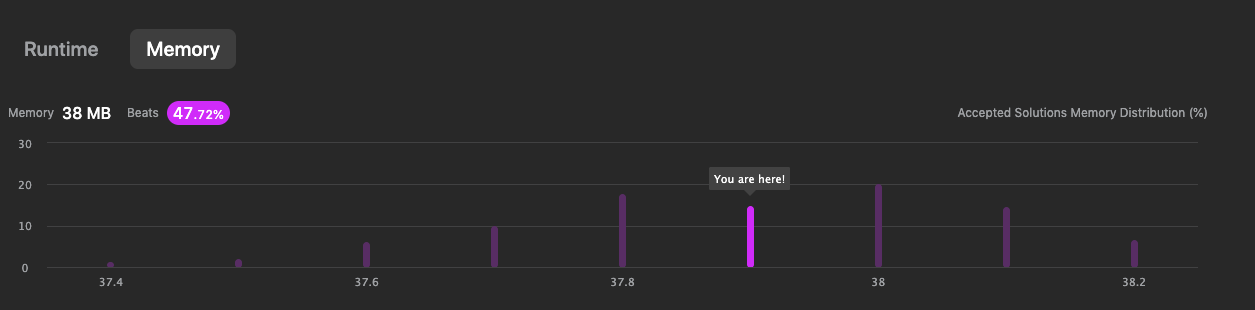 Runtime Memory
Memory 38 MB Beats 47.72% Accepted Solutions Memory Distribution (%)
30
20
10
0
You are here!
37.4 37.6 37.8 38 38.2